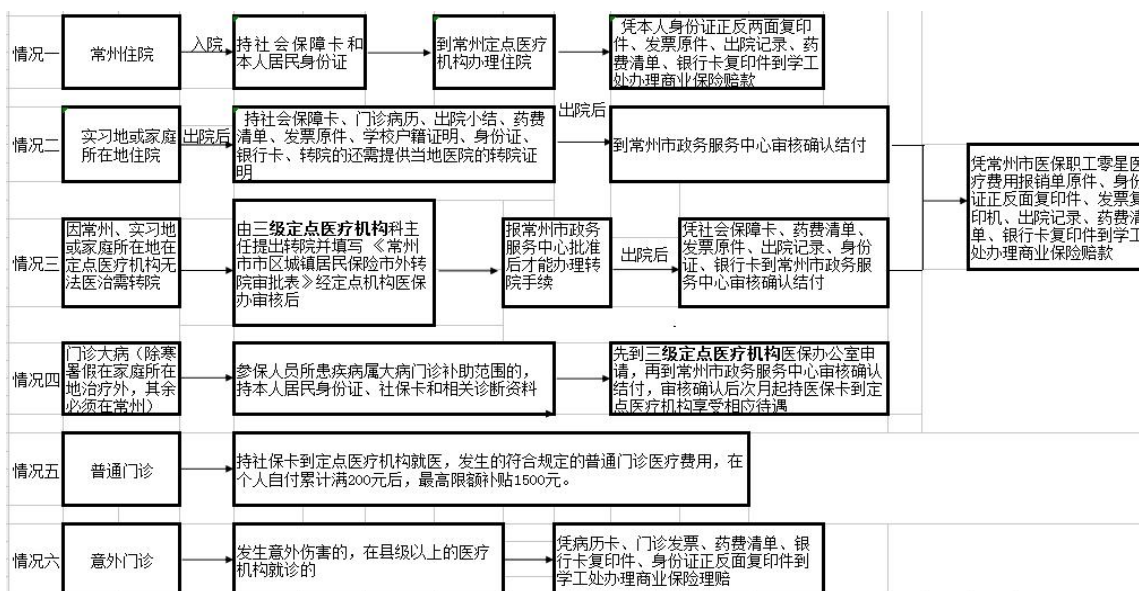 情况一
常州住院
入院
持社会保障卡和
本人居民身份证
到常州定点医疗
机构办理住院
凭本人身份证正反两面复印
件、发票原件、出院记录、药
费清单、银行卡复印件到学工
处办理商业保险赔款
情况二
实习地或家庭
所在地住院
出院后
持社会保障卡、门诊病历、出院小结、药费
清单、发票原件、学校户籍证明、身份证、
银行卡、转院的还需提供当地医院的转院证
明
出院后
到常州市政务服务中心审核确认结付
凭常州市医保职工零星医
疗费用报销单原件、身份
证正反面复印件、发票复
印机、出院记录、药费清
单、银行卡复印件到学工
处办理商业保险赔款
情况三
因常州、实习地
或家庭所在地在
定点医疗机构无
法医治需转院
由三级定点医疗机构科主
任提出转院并填写《常州
市市区城镇居民保险市外转
院审批表》经定点机构医保
办审核后
报常州市政务
服务中心批准
后才能办理转
院手续
出院后
凭社会保障卡、药费清单、
发票原件、出院记录、身份
证、银行卡到常州市政务服
务中心审核确认结付
情况四
门诊大病（除寒
暑假在家庭所在
地治疗外，其余
必须在常州）
参保人员所患疾病属大病门诊补助范围的，
持本人居民身份证、社保卡和相关诊断资料
先到三级定点医疗机构医保办公室申
请，再到常州市政务服务中心审核确认
结付，审核确认后次月起持医保卡到定
点医疗机构享受相应待遇
情况五
普通门诊
持社保卡到定点医疗机构就医，发生的符合规定的普通门诊医疗费用，在
个人自付累计满200元后，最高限额补贴1500元。
情况六
意外门诊
发生意外伤害的，在县级以上的医疗
机构就诊的
凭病历卡、门诊发票、药费清单、银
行卡复印件、身份证正反面复印件到
学工处办理商业保险理赔